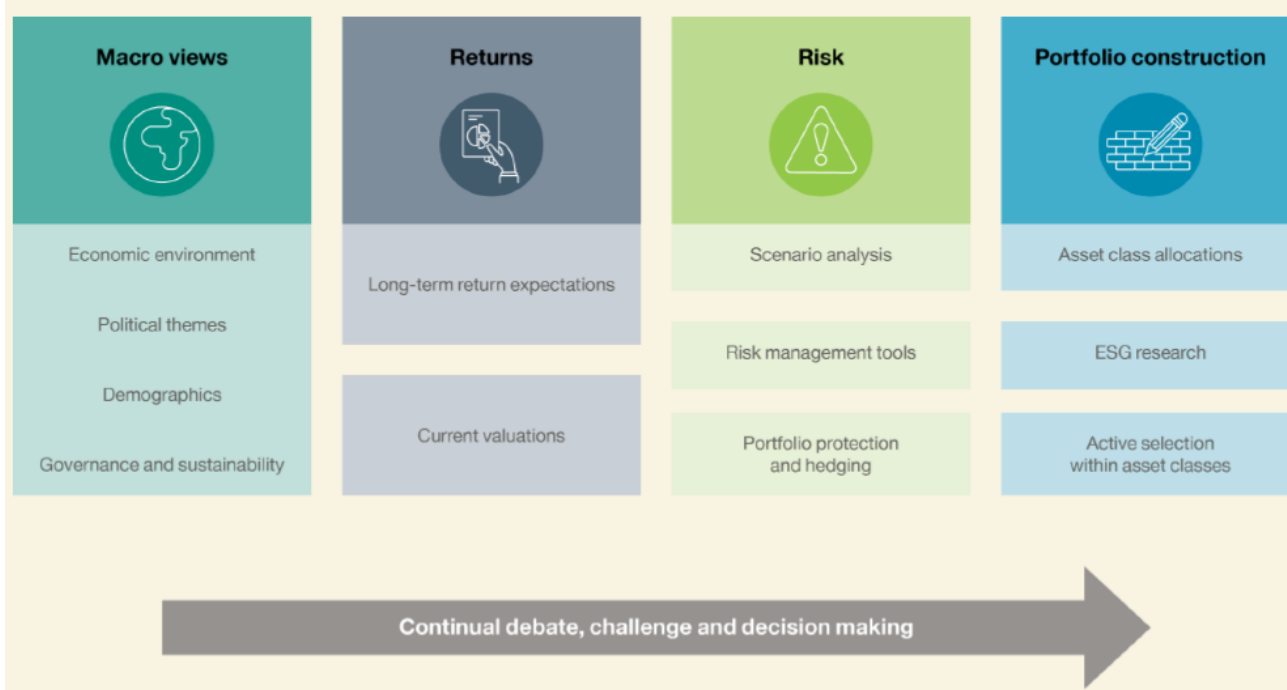 Macro views
Economic environment
Political themes
Demographics
Governance and sustainability
Returns
Long-term return expectations
Current valuations
Risk
Scenario analysis
Risk management tools
Portfolio protection
and hedging
Portfolio construction
Asset class allocations
ESG research
Active selection
within asset classes
Continual debate, challenge and decision making